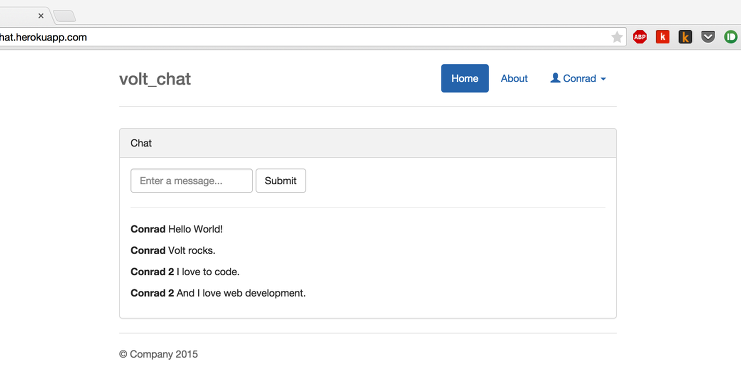 hat.herokuapp.com
ABP
k
k
volt_chat
Home
About
Conrad
Chat
Enter a message...
Submit
Conrad Hello World!
Conrad Volt rocks.
Conrad 2 I love to code.
Conrad 2 And I love web development.
© Company 2015